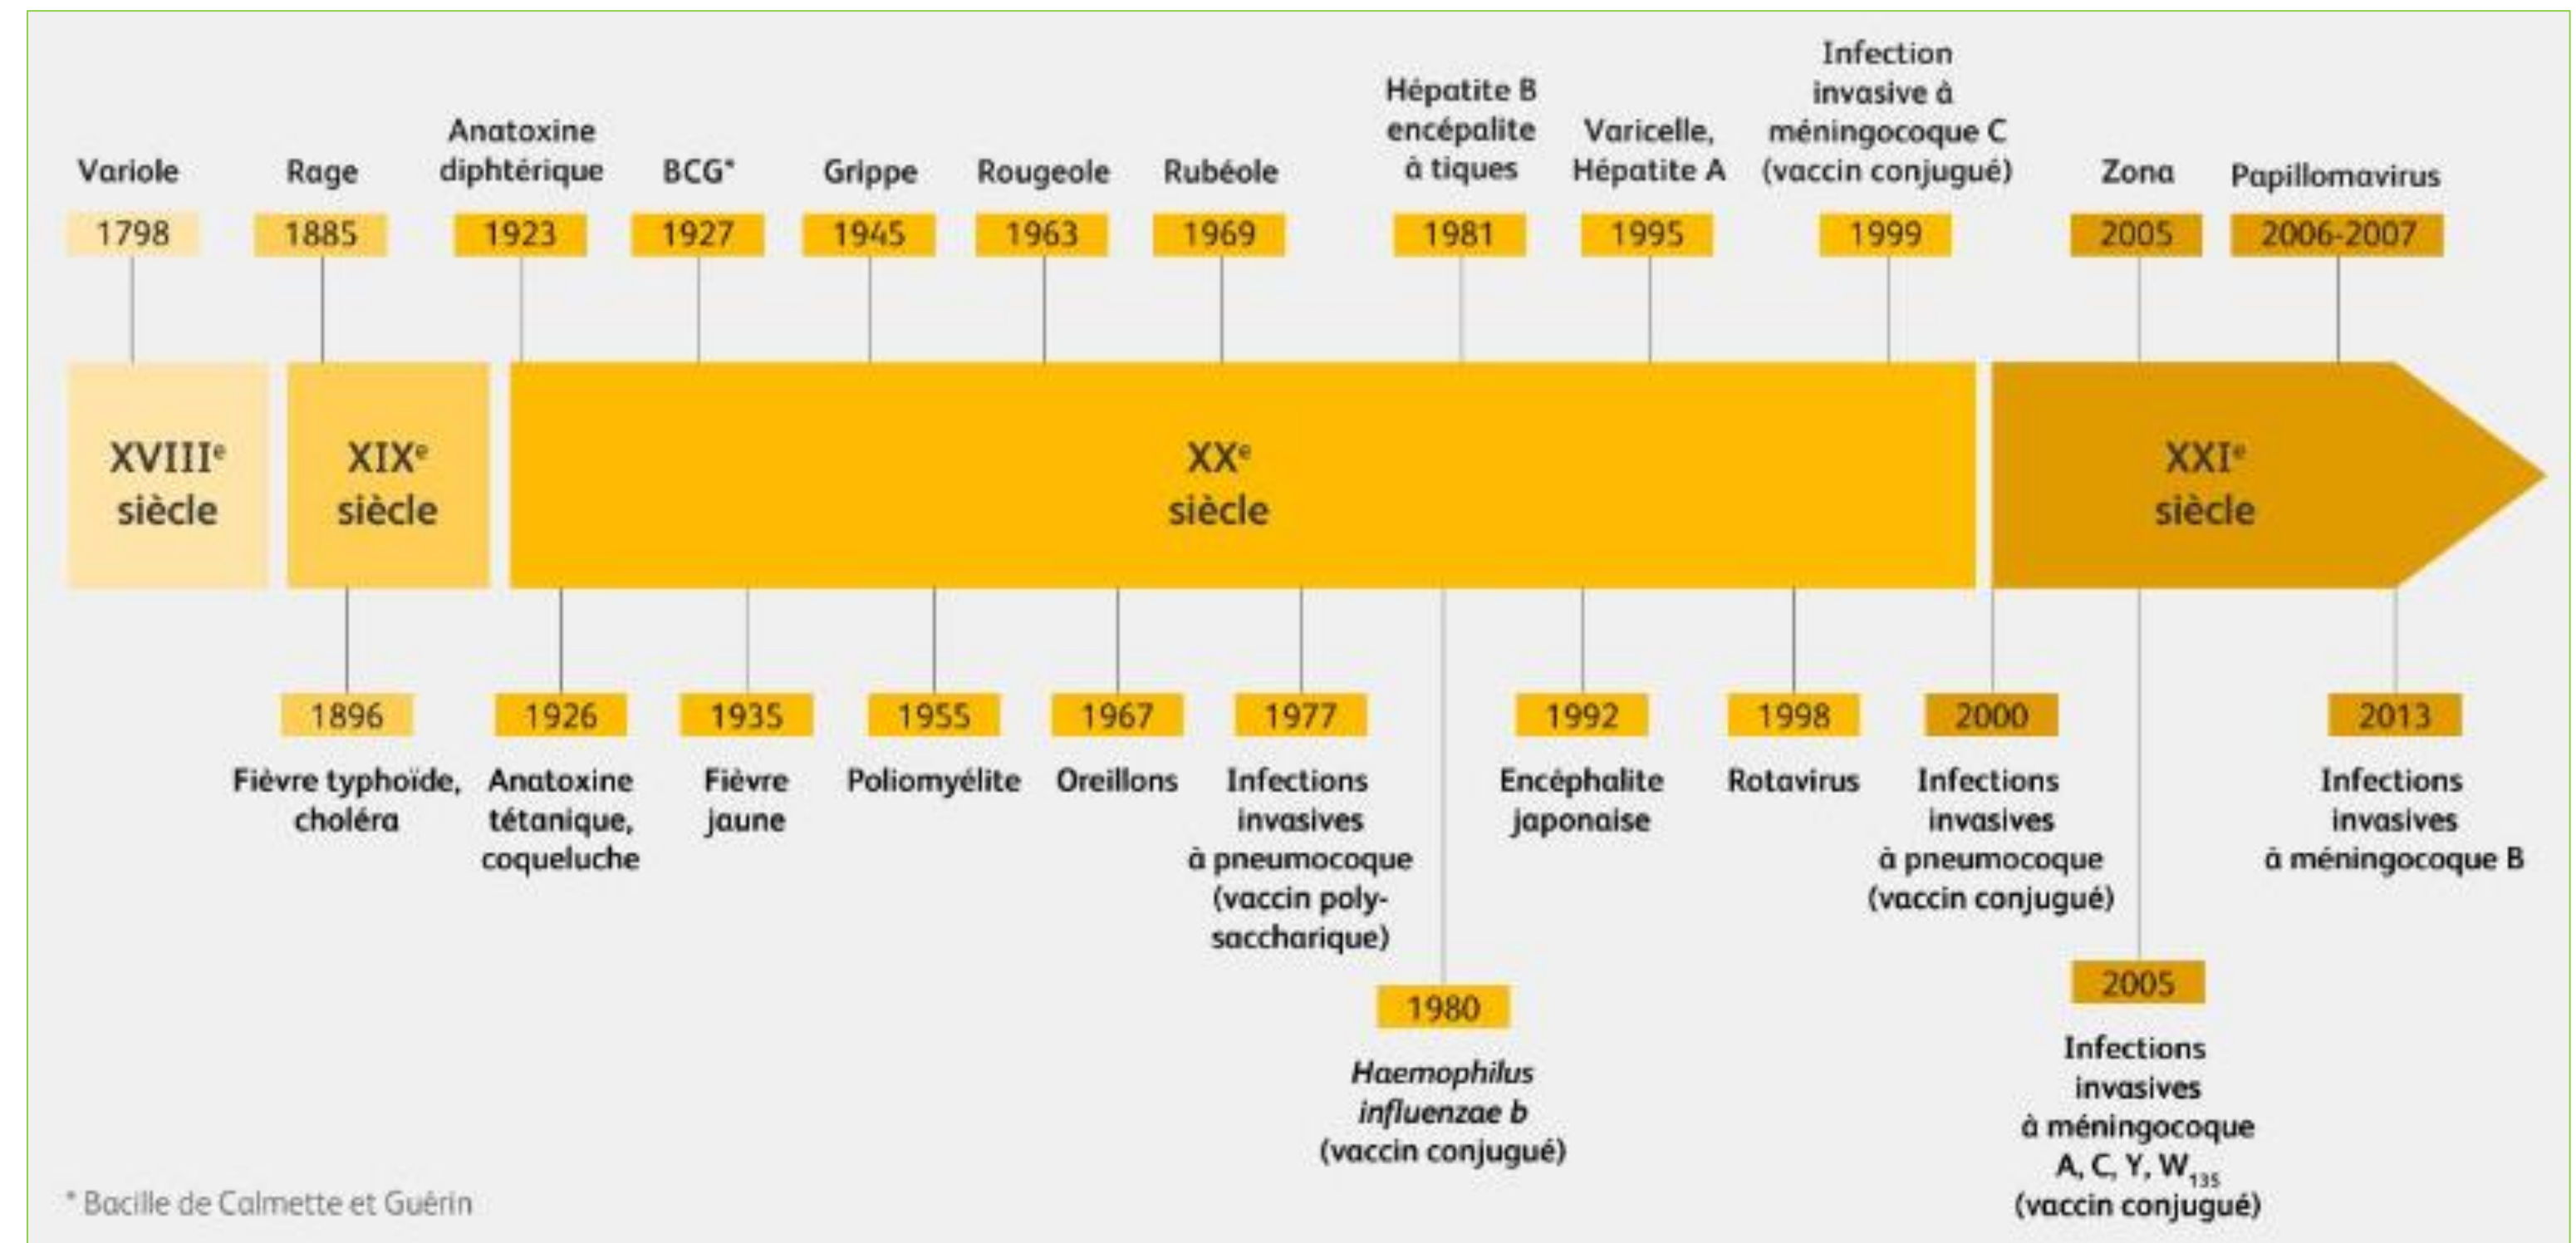 Variole
1798
Rage
1885
Anatoxine
diphtérique
1923
BCG*
1927
Grippe
1945
Rougeole
1963
Rubéole
1969
Hépatite B
encépalite
à tiques
1981
Varicelle,
Hépatite A
1995
Infection
invasive à
méningocoque C
(vaccin conjugué)
1999
Zona
2005
Papillomavirus
2006-2007
XVIIIe
siècle
XIXe
siècle
XXe
siècle
XXIe
siècle
1896
Fièvre typhoïde,
choléra
1926
Anatoxine
tétanique,
coqueluche
1935
Fièvre
jaune
1955
Poliomyélite
1967
Oreillons
1977
Infections
invasives
à pneumocoque
(vaccin poly-
saccharique)
1980
Haemophilus
influenzae b
(vaccin conjugué)
1992
Encéphalite
japonaise
1998
Rotavirus
2000
Infections
invasives
à pneumocoque
(vaccin conjugué)
2005
Infections
invasives
à méningocoque
A, C, Y, W135
(vaccin conjugué)
2013
Infections
invasives
à méningocoque B
* Bacille de Calmette et Guérin